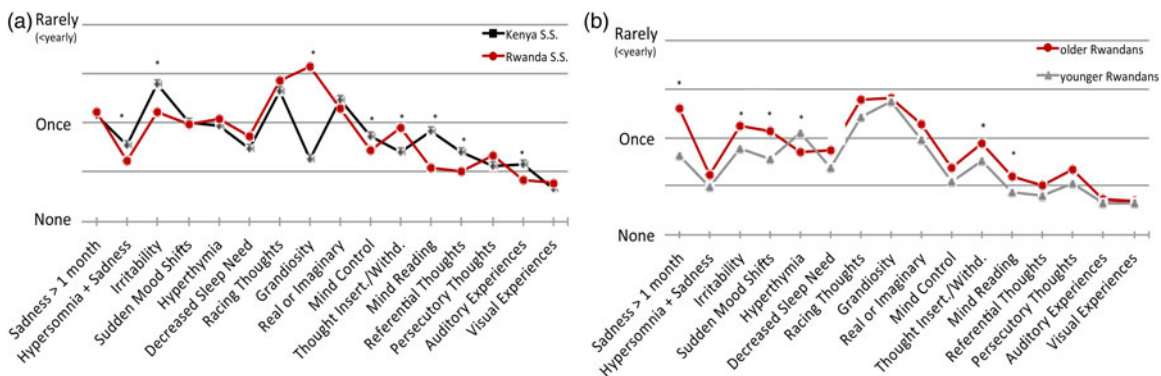 (a)
Rarely
(<yearly)
Once
None
Kenya S.S.
Rwanda S.S.
*
*
*
*
*
*
*
*
Sadness > 1 month
Hypersomnia + Sadness
Irritability
Sudden Mood Shifts
Hyperthymia
Decreased Sleep Need
Racing Thoughts
Grandiosity
Real or Imaginary
Mind Control
Thought Insert./Withd.
Mind Reading
Referential Thoughts
Persecutory Thoughts
Auditory Experiences
Visual Experiences
(b)
Rarely
(<yearly)
Once
None
older Rwandans
younger Rwandans
*
*
*
*
*
*
Sadness > 1 month
Hypersomnia + Sadness
Irritability
Sudden Mood Shifts
Hyperthymia
Decreased Sleep Need
Racing Thoughts
Grandiosity
Real or Imaginary
Mind Control
Thought Insert./Withd.
Mind Reading
Referential Thoughts
Persecutory Thoughts
Auditory Experiences
Visual Experiences